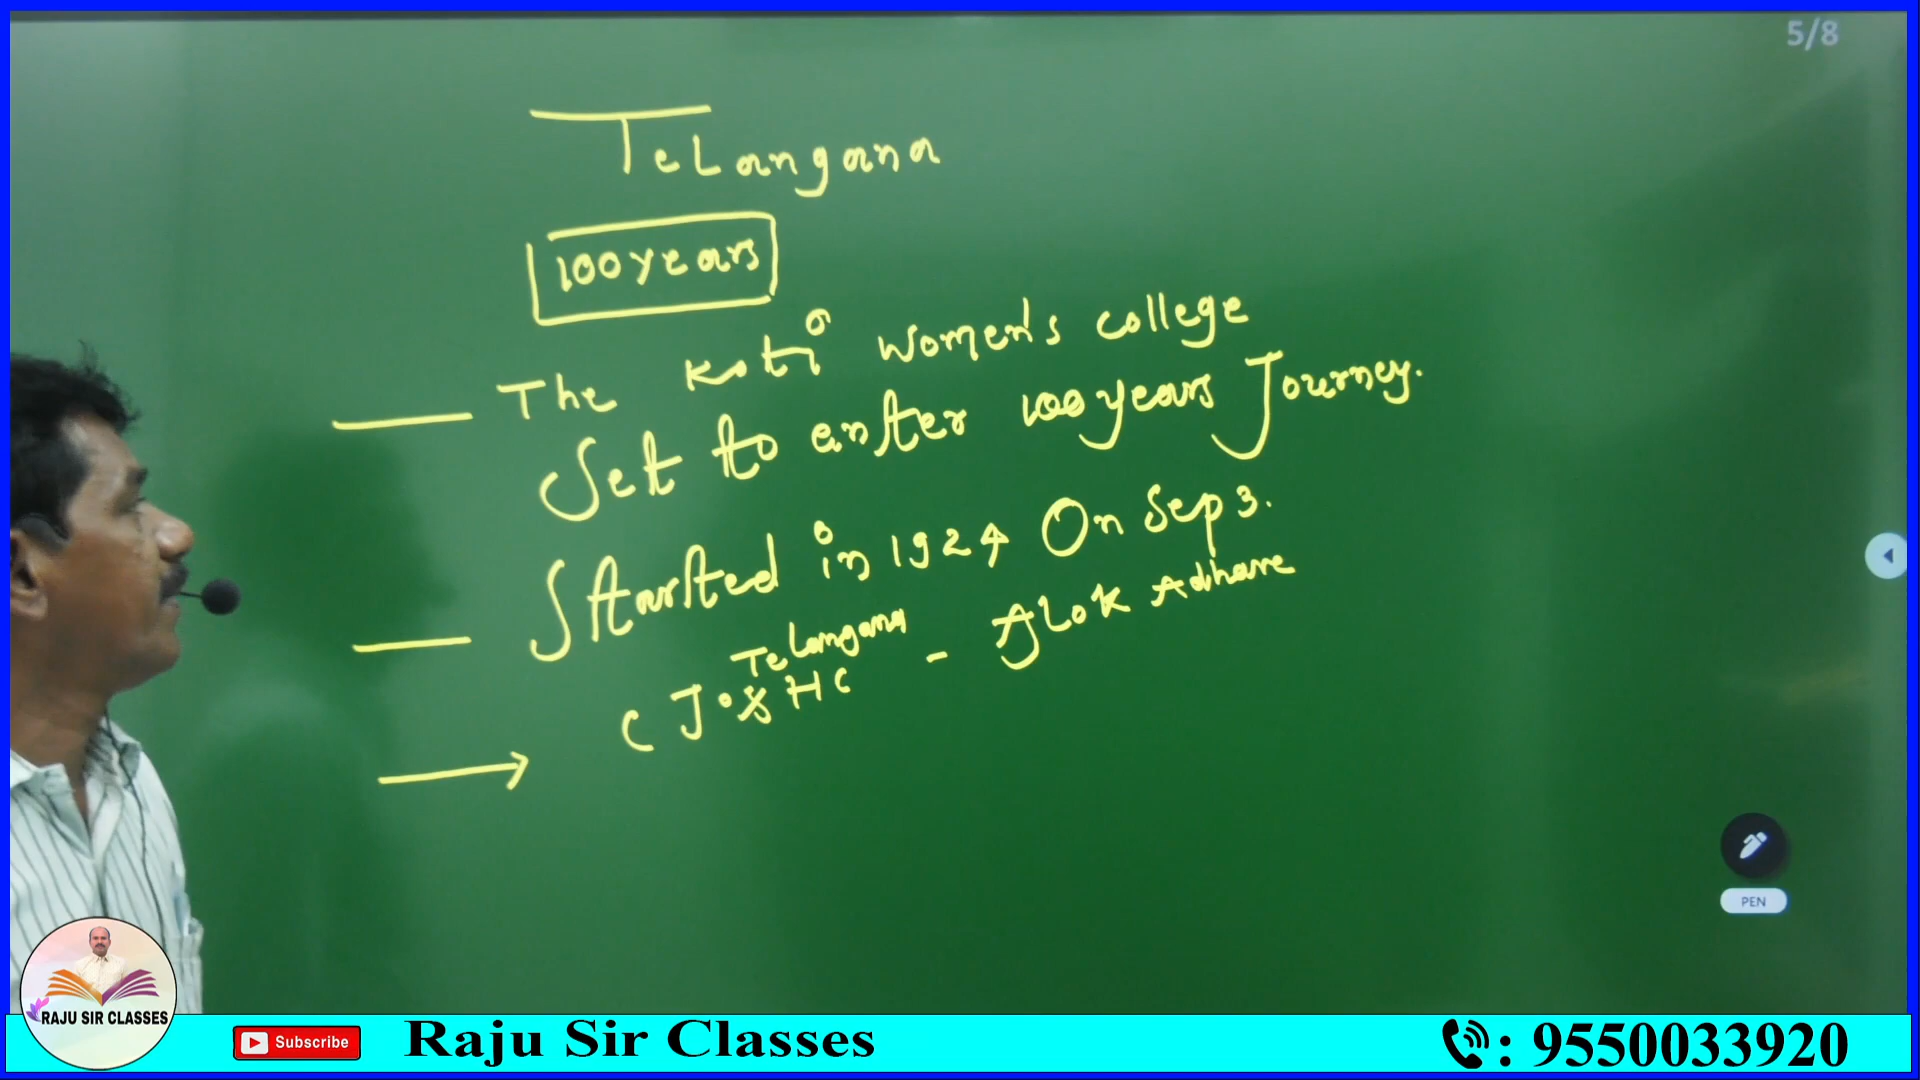 5/8
Telangana
100 years
The Koti Women's college
Set to enter 100 years Journey.
Started in 1924 On Sep 3.
Telangana
CJ HC - Alok Adhare
PEN
RAJU SIR CLASSES
Subscribe
Raju Sir Classes
: 9550033920